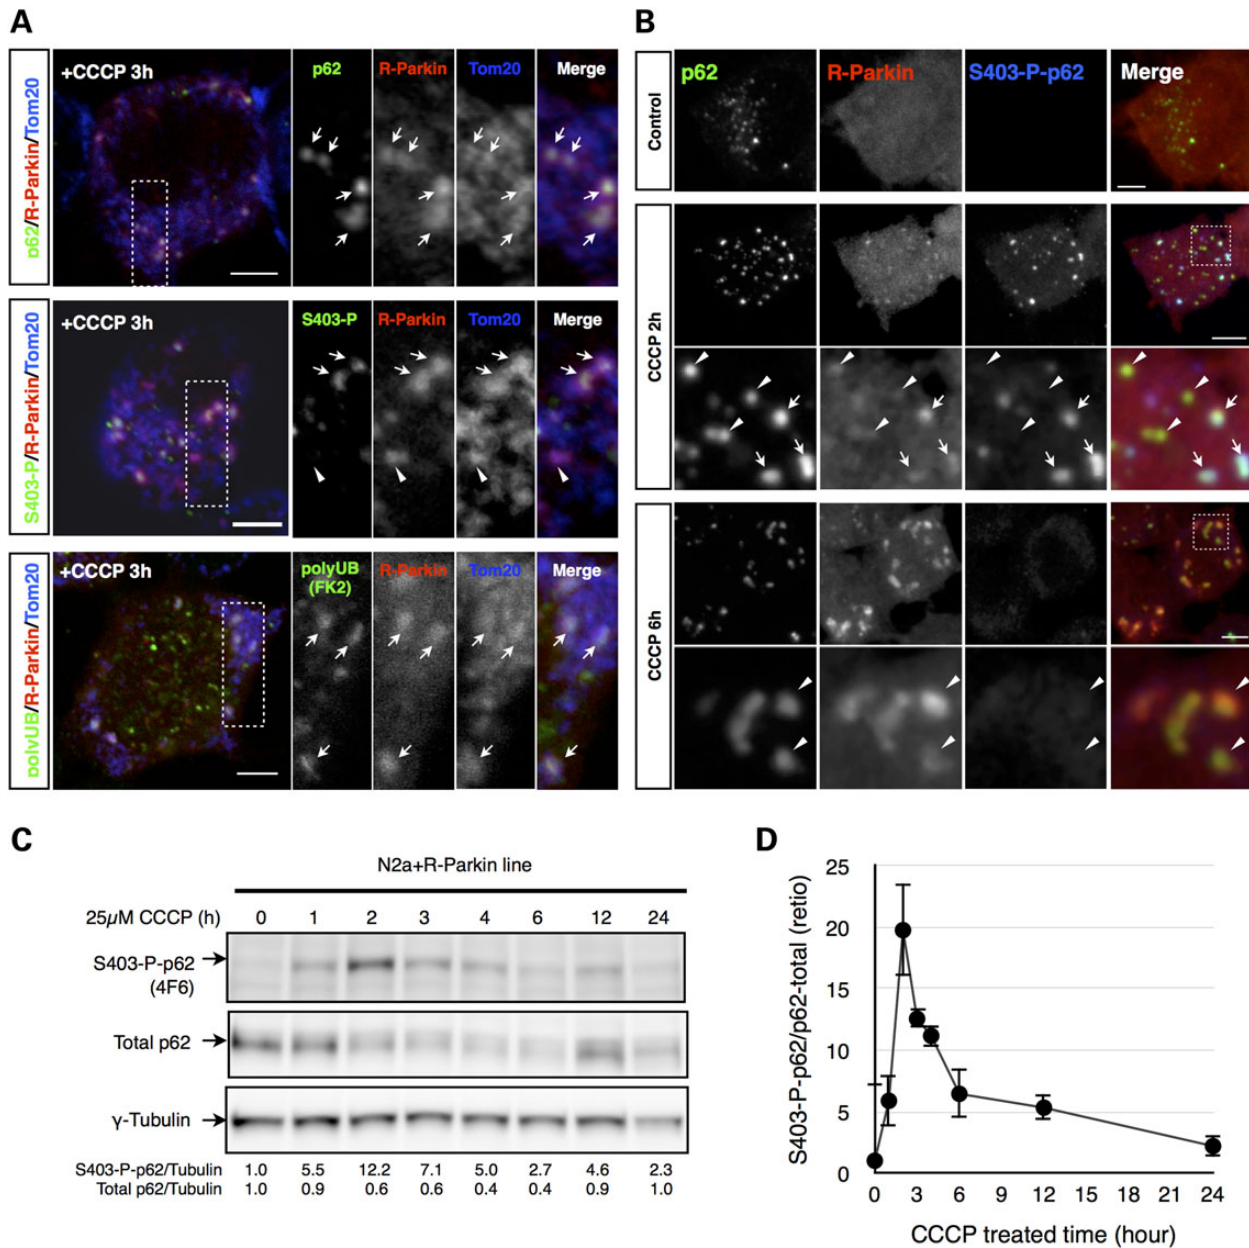 A
p62/R-Parkin/Tom20
+CCCP 3h
p62
R-Parkin
Tom20
Merge
S403-P/R-Parkin/Tom20
+CCCP 3h
S403-P
R-Parkin
Tom20
Merge
polyUB/R-Parkin/Tom20
+CCCP 3h
polyUB
(FK2)
R-Parkin
Tom20
Merge
B
Control
p62
R-Parkin
S403-P-p62
Merge
CCCP 2h
CCCP 6h
C
N2a+R-Parkin line
25μM CCCP (h) 0 1 2 3 4 6 12 24
S403-P-p62
(4F6)
Total p62
γ-Tubulin
S403-P-p62/Tubulin 1.0 5.5 12.2 7.1 5.0 2.7 4.6 2.3
Total p62/Tubulin 1.0 0.9 0.6 0.6 0.4 0.4 0.9 1.0
D
S403-P-p62/p62-total (retio)
25
20
15
10
5
0
0 3 6 9 12 15 18 21 24
CCCP treated time (hour)